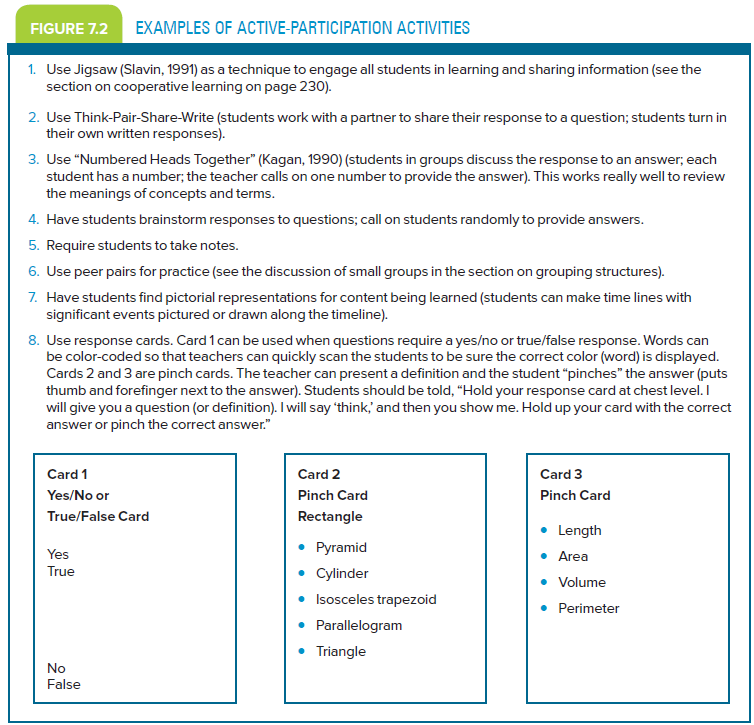 FIGURE 7.2 EXAMPLES OF ACTIVE-PARTICIPATION ACTIVITIES
1. Use Jigsaw (Slavin, 1991) as a technique to engage all students in learning and sharing information (see the
section on cooperative learning on page 230).
2. Use Think-Pair-Share-Write (students work with a partner to share their response to a question; students turn in
their own written responses).
3. Use “Numbered Heads Together” (Kagan, 1990) (students in groups discuss the response to an answer; each
student has a number; the teacher calls on one number to provide the answer). This works really well to review
the meanings of concepts and terms.
4. Have students brainstorm responses to questions; call on students randomly to provide answers.
5. Require students to take notes.
6. Use peer pairs for practice (see the discussion of small groups in the section on grouping structures).
7. Have students find pictorial representations for content being learned (students can make time lines with
significant events pictured or drawn along the timeline).
8. Use response cards. Card 1 can be used when questions require a yes/no or true/false response. Words can
be color-coded so that teachers can quickly scan the students to be sure the correct color (word) is displayed.
Cards 2 and 3 are pinch cards. The teacher can present a definition and the student “pinches” the answer (puts
thumb and forefinger next to the answer). Students should be told, “Hold your response card at chest level. I
will give you a question (or definition). I will say ‘think,’ and then you show me. Hold up your card with the correct
answer or pinch the correct answer.”
Card 1
Yes/No or
True/False Card
Yes
True
No
False
Card 2
Pinch Card
Rectangle
• Pyramid
• Cylinder
• Isosceles trapezoid
• Parallelogram
• Triangle
Card 3
Pinch Card
• Length
• Area
• Volume
• Perimeter